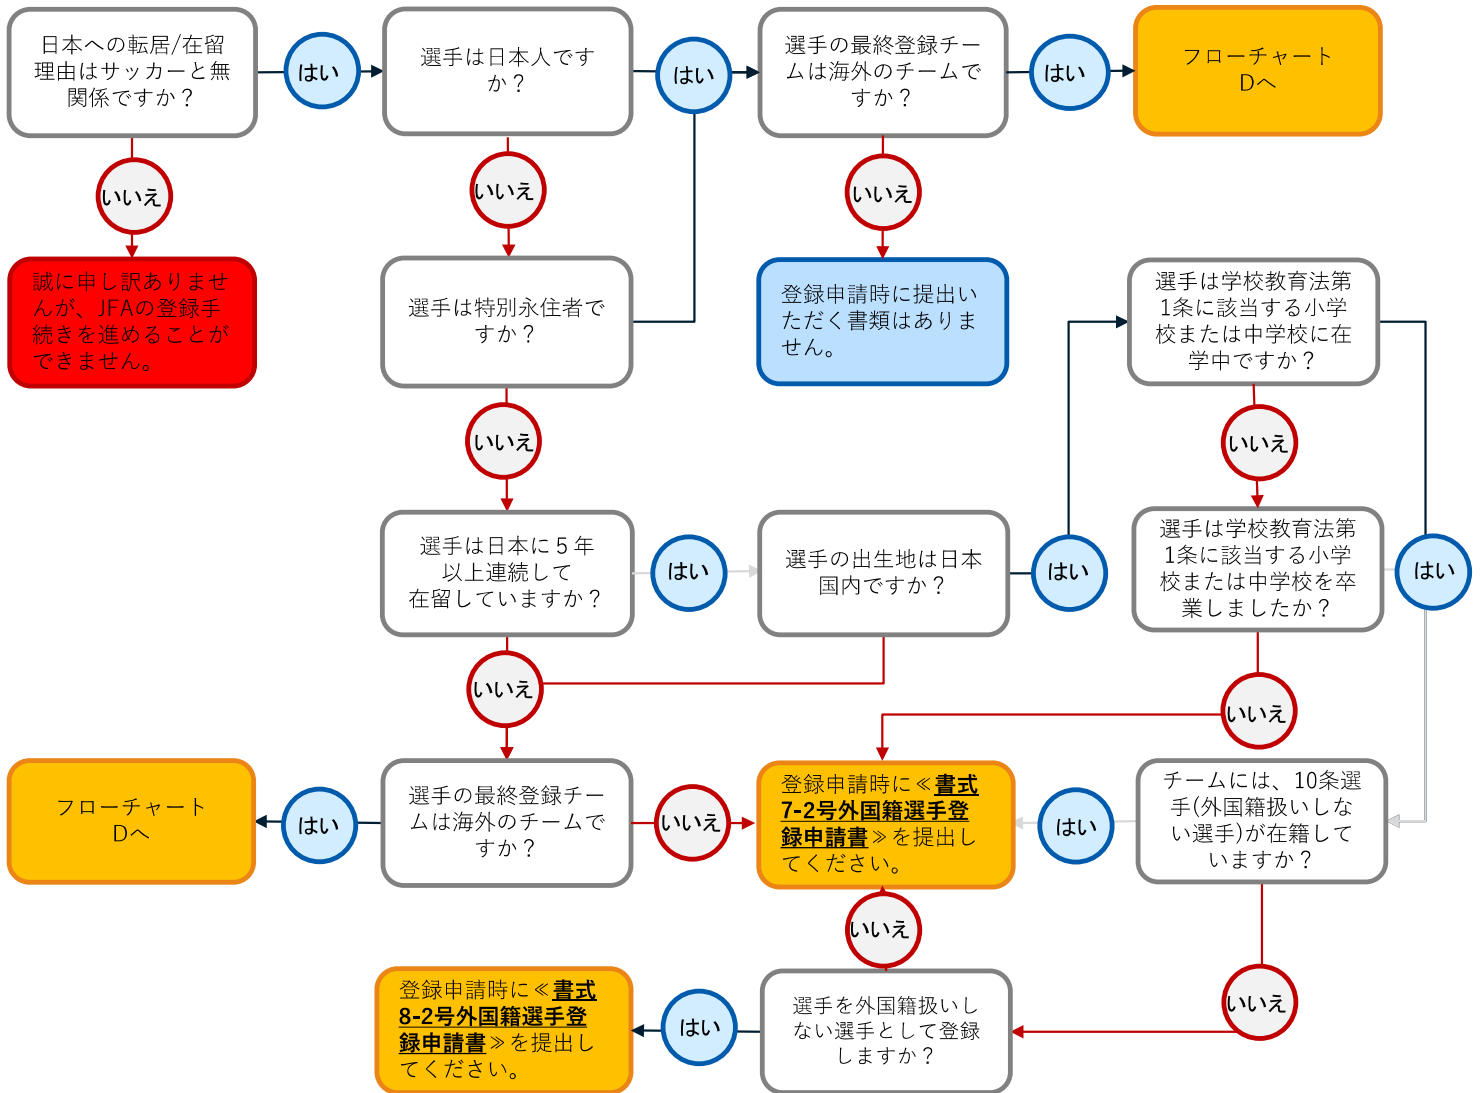 日本への転居/在留
理由はサッカーと無
関係ですか？
はい
選手は日本人です
か？
はい
選手の最終登録チー
ムは海外のチームで
すか？
はい
フローチャート
Dへ
いいえ
いいえ
いいえ
誠に申し訳ありませ
んが、JFAの登録手
続きを進めることが
できません。
選手は特別永住者で
すか？
登録申請時に提出い
ただく書類はありま
せん。
選手は学校教育法第
1条に該当する小学
校または中学校に在
学中ですか？
いいえ
いいえ
選手は日本に５年
以上連続して
在留していますか？
はい
選手の出生地は日本
国内ですか？
はい
選手は学校教育法第
1条に該当する小学
校または中学校を卒
業しましたか？
はい
いいえ
いいえ
フローチャート
Dへ
はい
選手の最終登録チー
ムは海外のチームで
すか？
いいえ
登録申請時に≪書式
7-2号外国籍選手登
録申請書≫を提出し
てください。
はい
チームには、10条選
手(外国籍扱いしな
い選手)が在籍して
いますか？
いいえ
いいえ
登録申請時に≪書式
8-2号外国籍選手登
録申請書≫を提出し
てください。
はい
選手を外国籍扱いし
ない選手として登録
しますか？